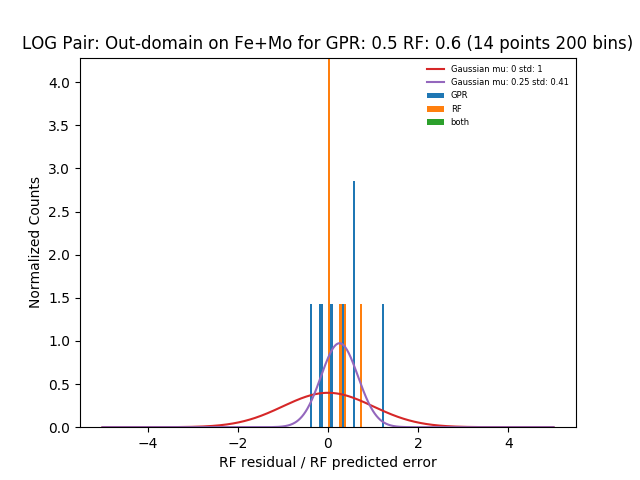 LOG Pair: Out-domain on Fe+Mo for GPR: 0.5 RF: 0.6 (14 points 200 bins)
Gaussian mu: 0 std: 1
Gaussian mu: 0.25 std: 0.41
GPR
RF
both
Normalized Counts
4.0
3.5
3.0
2.5
2.0
1.5
1.0
0.5
0.0
−4
−2
0
2
4
RF residual / RF predicted error